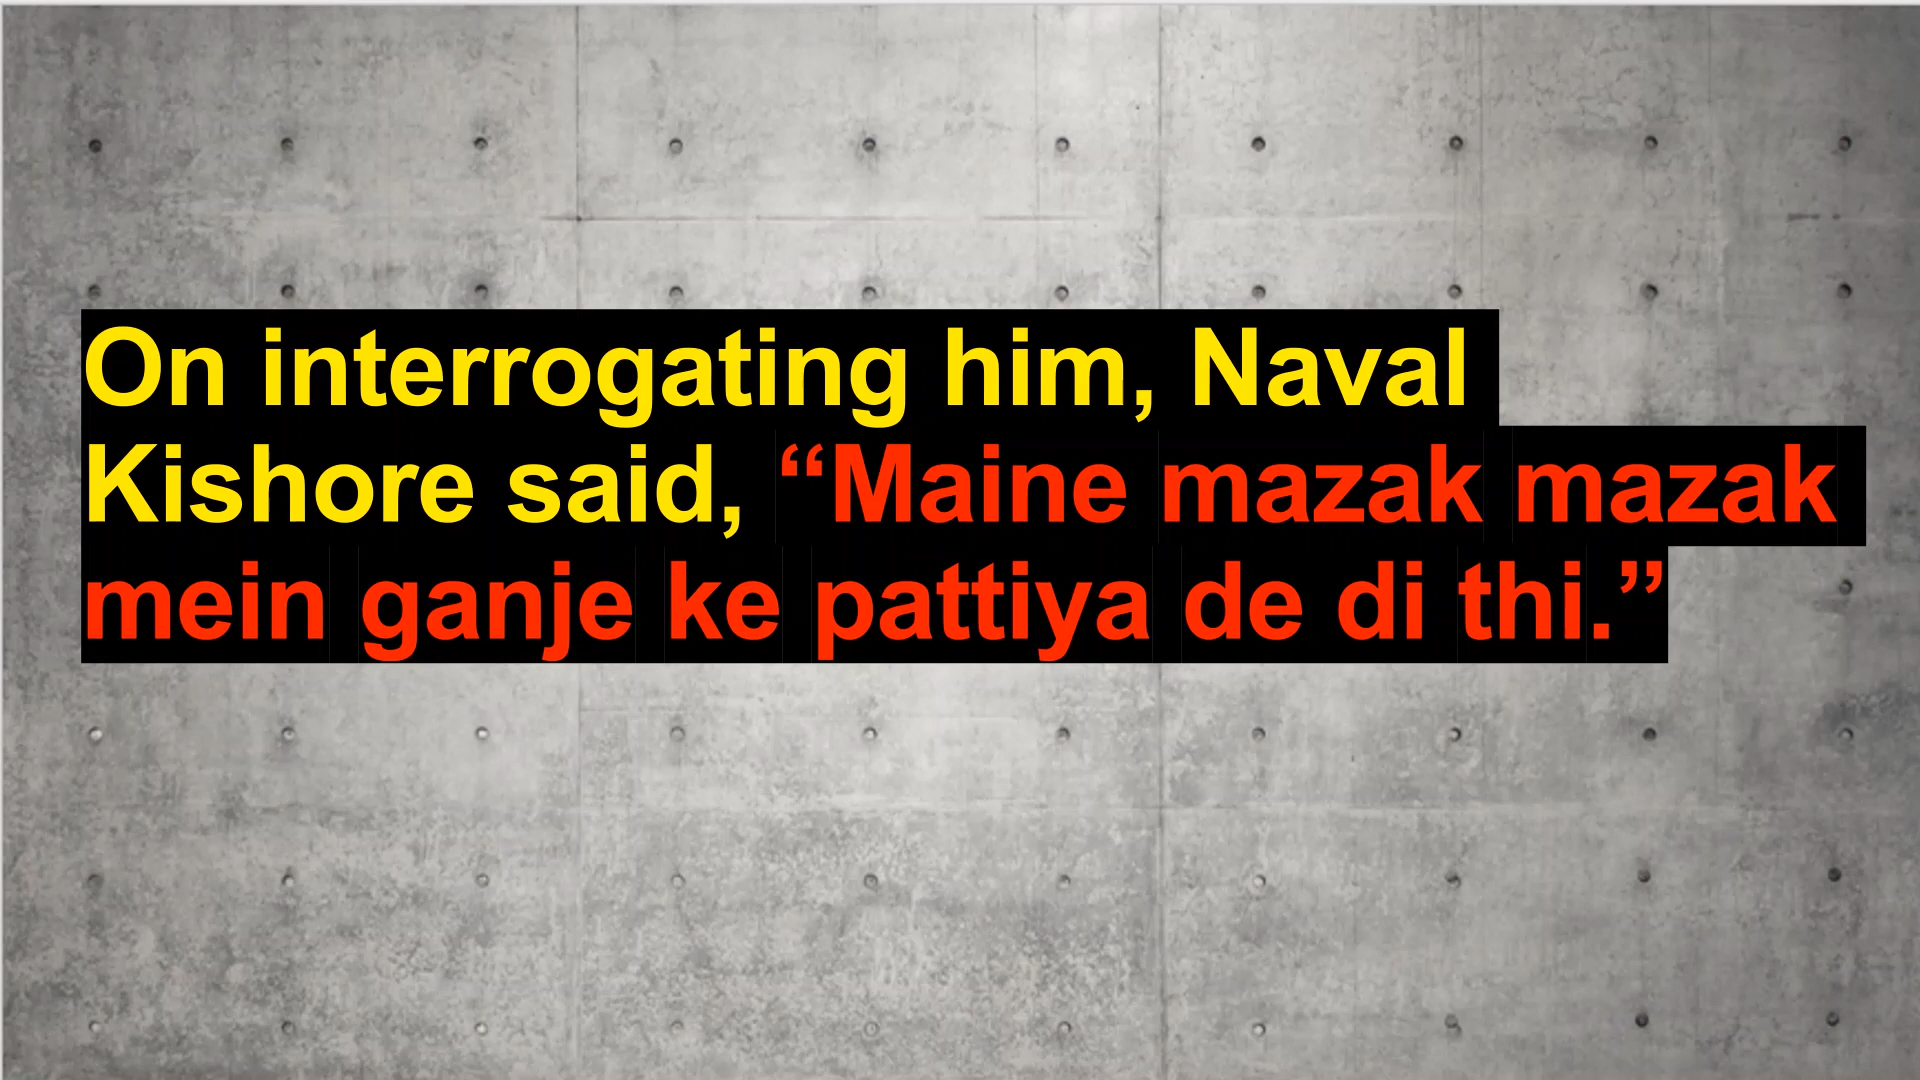 On interrogating him, Naval
Kishore said, “Maine mazak mazak
mein ganje ke pattiya de di thi.”